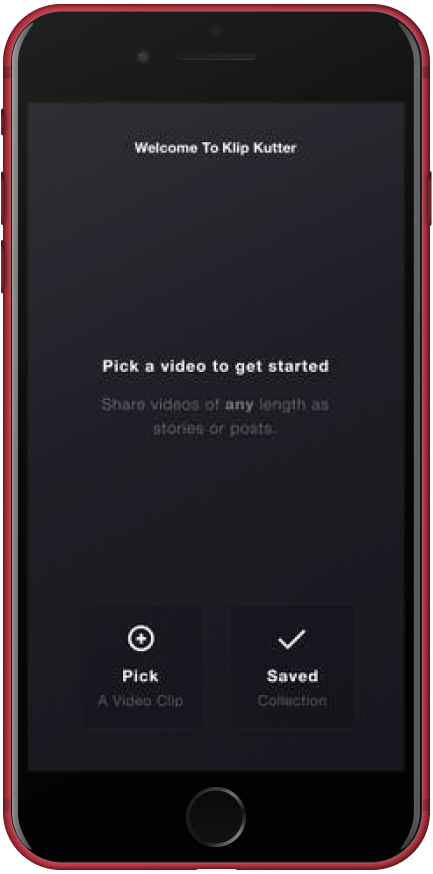 Welcome To Klip Kutter
Pick a video to get started
Share videos of any length as
stories or posts.
Pick
A Video Clip
Saved
Collection